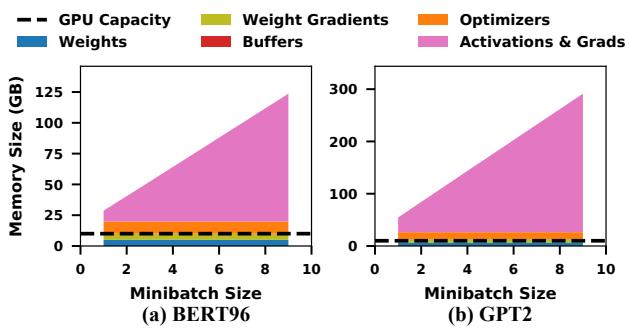 GPU Capacity Weight Gradients Optimizers
Weights Buffers Activations & Grads
Memory Size (GB)
125
100
75
50
25
0
0 2 4 6 8 10
Minibatch Size
(a) BERT96
300
200
100
0
0 2 4 6 8 10
Minibatch Size
(b) GPT2